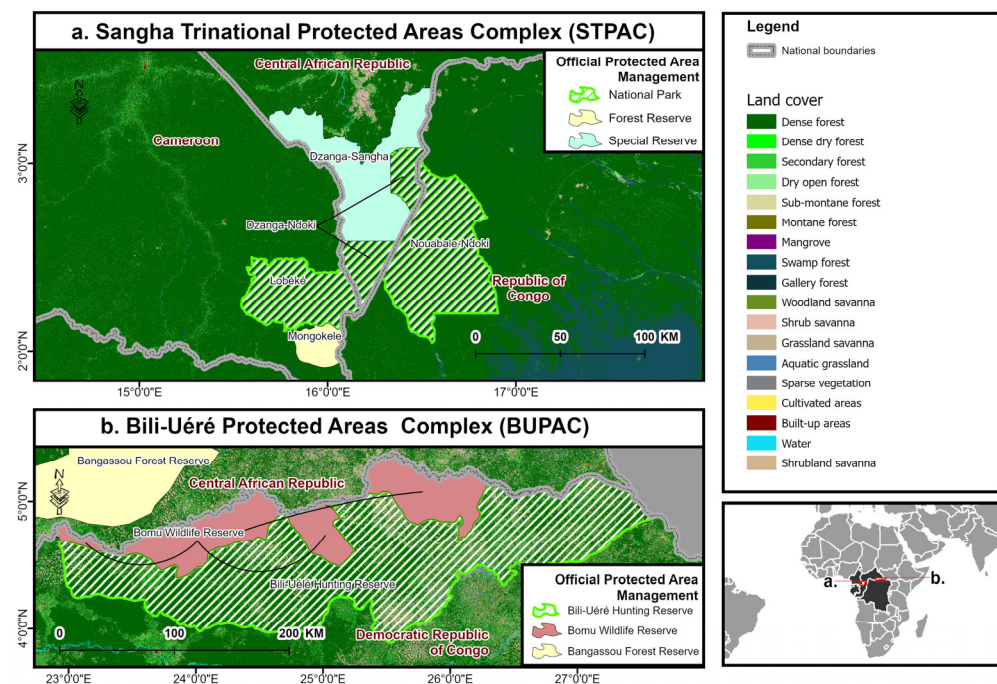 a. Sangha Trinational Protected Areas Complex (STPAC)
Central African Republic
Official Protected Area
Management
National Park
Forest Reserve
Special Reserve
N
Cameroon
Dzanga-Sangha
Dzanga-Ndoki
Nouabale-Ndoki
Lobéké
Republic of
Congo
Mongokele
0 50 100 KM
3°0'0"N
2°0'0"N
15°0'0"E 16°0'0"E 17°0'0"E
b. Bili-Uéré Protected Areas Complex (BUPAC)
Bangassou Forest Reserve
N
Central African Republic
Bomu Wildlife Reserve
Bili-Uélé Hunting Reserve
Official Protected Area
Management
Bili-Uéré Hunting Reserve
Bomu Wildlife Reserve
Bangassou Forest Reserve
0 100 200 KM
Democratic Republic
of Congo
5°0'0"N
4°0'0"N
23°0'0"E 24°0'0"E 25°0'0"E 26°0'0"E 27°0'0"E
Legend
National boundaries
Land cover
Dense forest
Dense dry forest
Secondary forest
Dry open forest
Sub-montane forest
Montane forest
Mangrove
Swamp forest
Gallery forest
Woodland savanna
Shrub savanna
Grassland savanna
Aquatic grassland
Sparse vegetation
Cultivated areas
Built-up areas
Water
Shrubland savanna
a.
b.